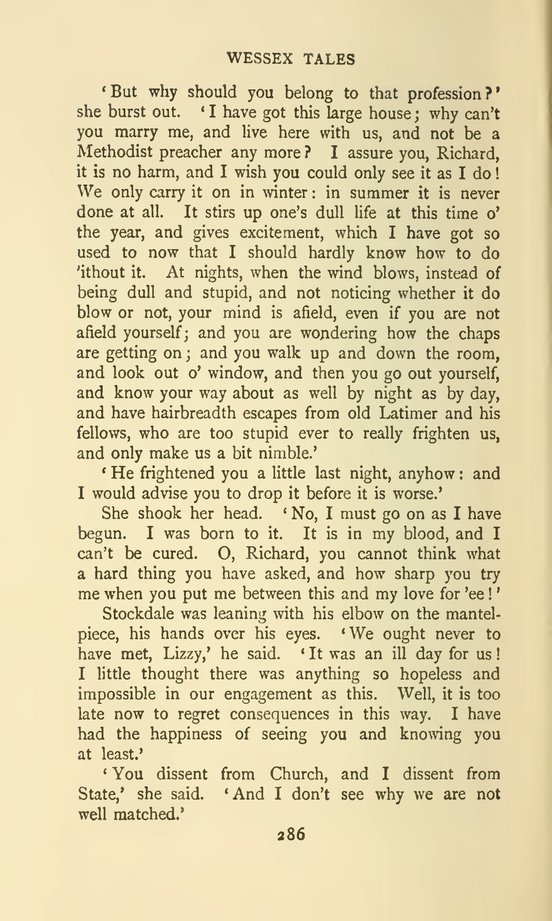 WESSEX TALES
‘But why should you belong to that profession?’
she burst out. ‘I have got this large house; why can’t
you marry me, and live here with us, and not be a
Methodist preacher any more? I assure you, Richard,
it is no harm, and I wish you could only see it as I do!
We only carry it on in winter: in summer it is never
done at all. It stirs up one’s dull life at this time o’
the year, and gives excitement, which I have got so
used to now that I should hardly know how to do
’ithout it. At nights, when the wind blows, instead of
being dull and stupid, and not noticing whether it do
blow or not, your mind is afield, even if you are not
afield yourself; and you are wondering how the chaps
are getting on; and you walk up and down the room,
and look out o’ window, and then you go out yourself,
and know your way about as well by night as by day,
and have hairbreadth escapes from old Latimer and his
fellows, who are too stupid ever to really frighten us,
and only make us a bit nimble.’
‘He frightened you a little last night, anyhow: and
I would advise you to drop it before it is worse.’
She shook her head. ‘No, I must go on as I have
begun. I was born to it. It is in my blood, and I
can’t be cured. O, Richard, you cannot think what
a hard thing you have asked, and how sharp you try
me when you put me between this and my love for ’ee!’
Stockdale was leaning with his elbow on the mantel-
piece, his hands over his eyes. ‘We ought never to
have met, Lizzy,’ he said. ‘It was an ill day for us!
I little thought there was anything so hopeless and
impossible in our engagement as this. Well, it is too
late now to regret consequences in this way. I have
had the happiness of seeing you and knowing you
at least.’
‘You dissent from Church, and I dissent from
State,’ she said. ‘And I don’t see why we are not
well matched.’
286